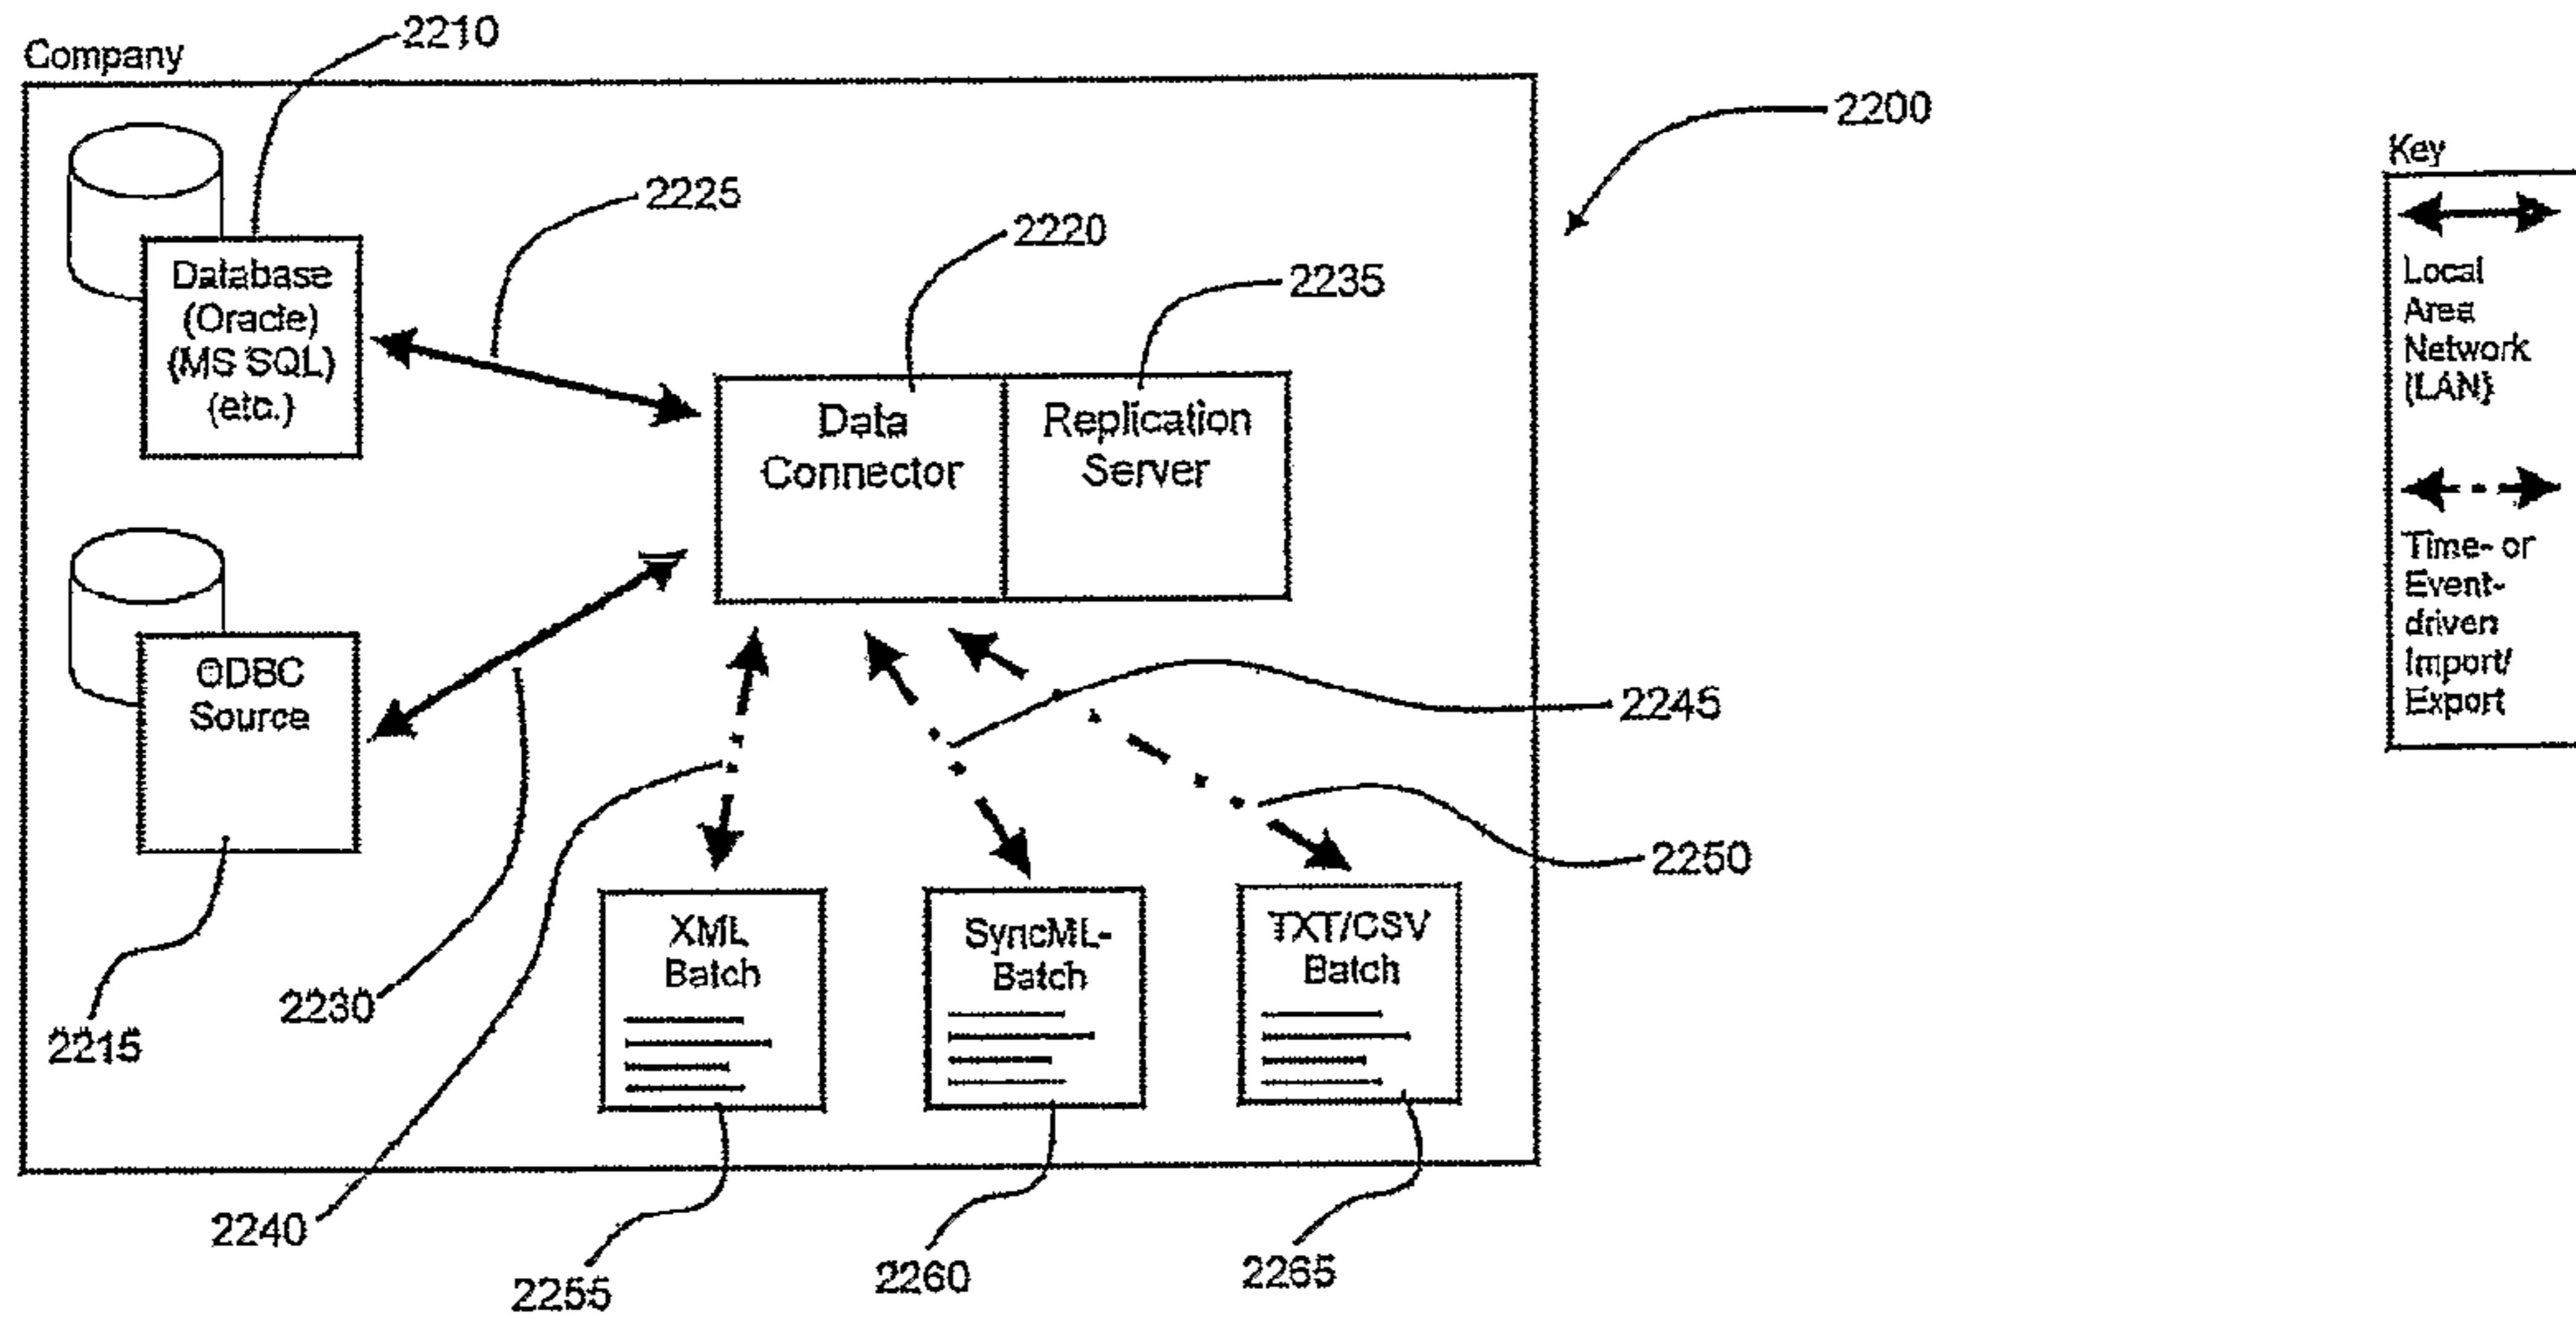 Company
2210
2200
Key
2225
2220
2235
Database
(Oracle)
(MS SQL)
(etc.)
Data
Connector
Replication
Server
Local
Area
Network
(LAN)
Time- or
Event-
driven
Import/
Export
ODBC
Source
2245
2250
XML
Batch
SyncML-
Batch
TXT/CSV
Batch
2215
2230
2240
2255
2260
2265